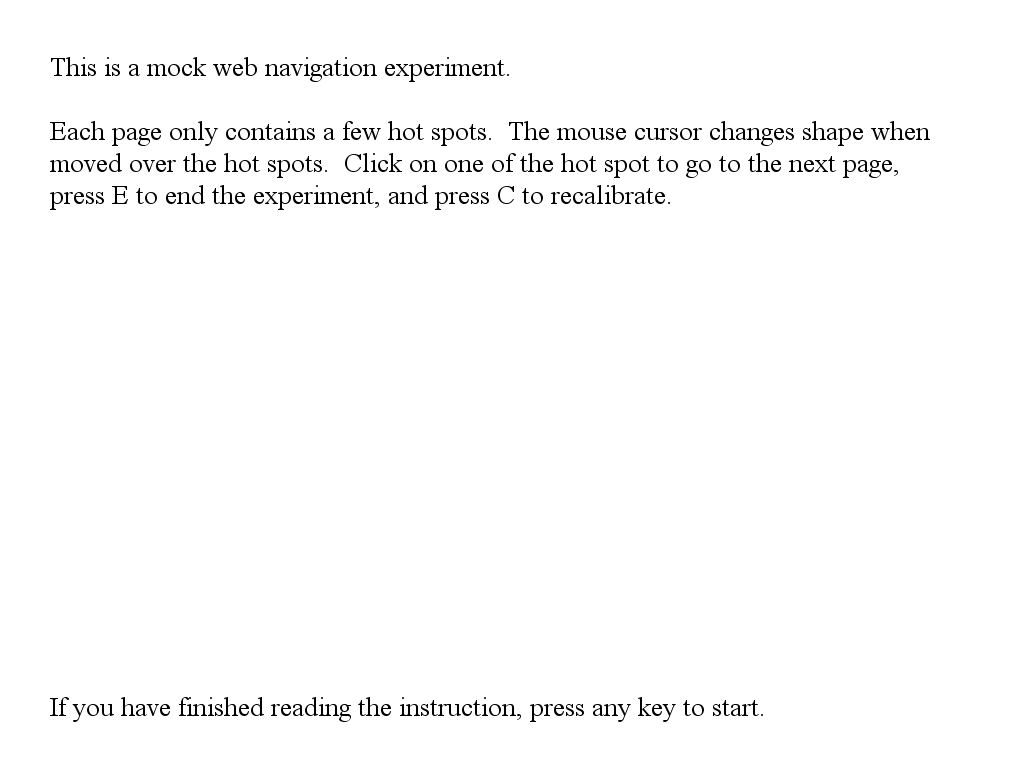 This is a mock web navigation experiment.
Each page only contains a few hot spots.  The mouse cursor changes shape when
moved over the hot spots.  Click on one of the hot spot to go to the next page,
press E to end the experiment, and press C to recalibrate.
If you have finished reading the instruction, press any key to start.